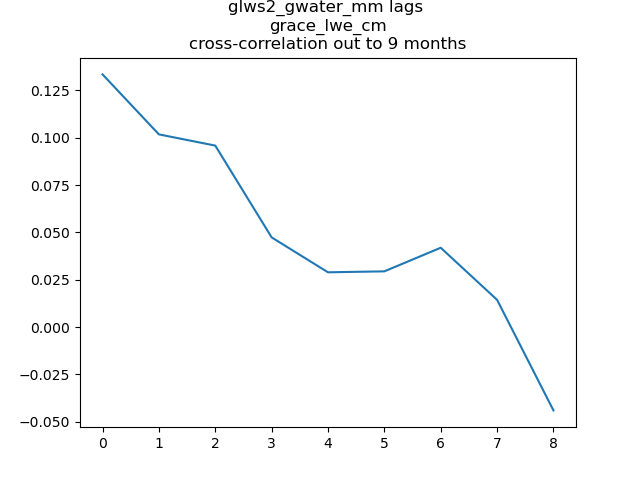 glws2_gwater_mm lags
grace_lwe_cm
cross-correlation out to 9 months
0.125
0.100
0.075
0.050
0.025
0.000
−0.025
−0.050
0 1 2 3 4 5 6 7 8